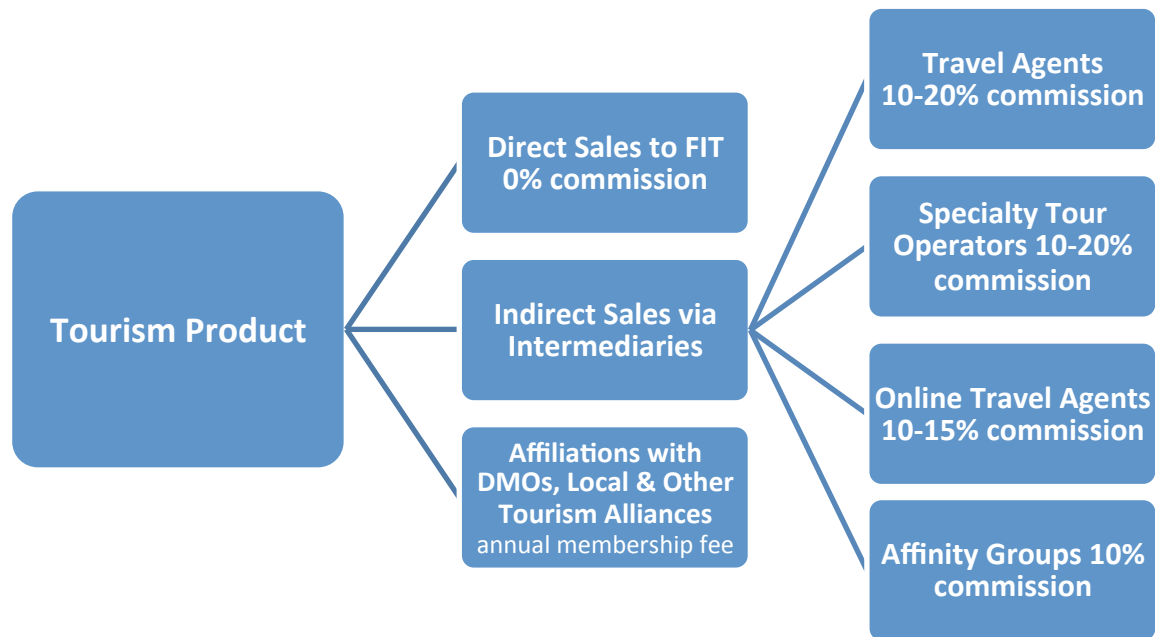 Tourism Product
Direct Sales to FIT
0% commission
Indirect Sales via
Intermediaries
Affiliations with
DMOs, Local & Other
Tourism Alliances
annual membership fee
Travel Agents
10-20% commission
Specialty Tour
Operators 10-20%
commission
Online Travel Agents
10-15% commission
Affinity Groups 10%
commission